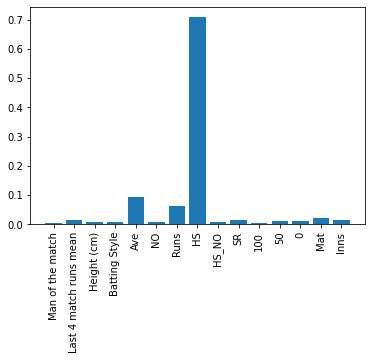 0.7
0.6
0.5
0.4
0.3
0.2
0.1
0.0
Man of the match
Last 4 match runs mean
Height (cm)
Batting Style
Ave
NO
Runs
HS
HS_NO
SR
100
50
0
Mat
Inns